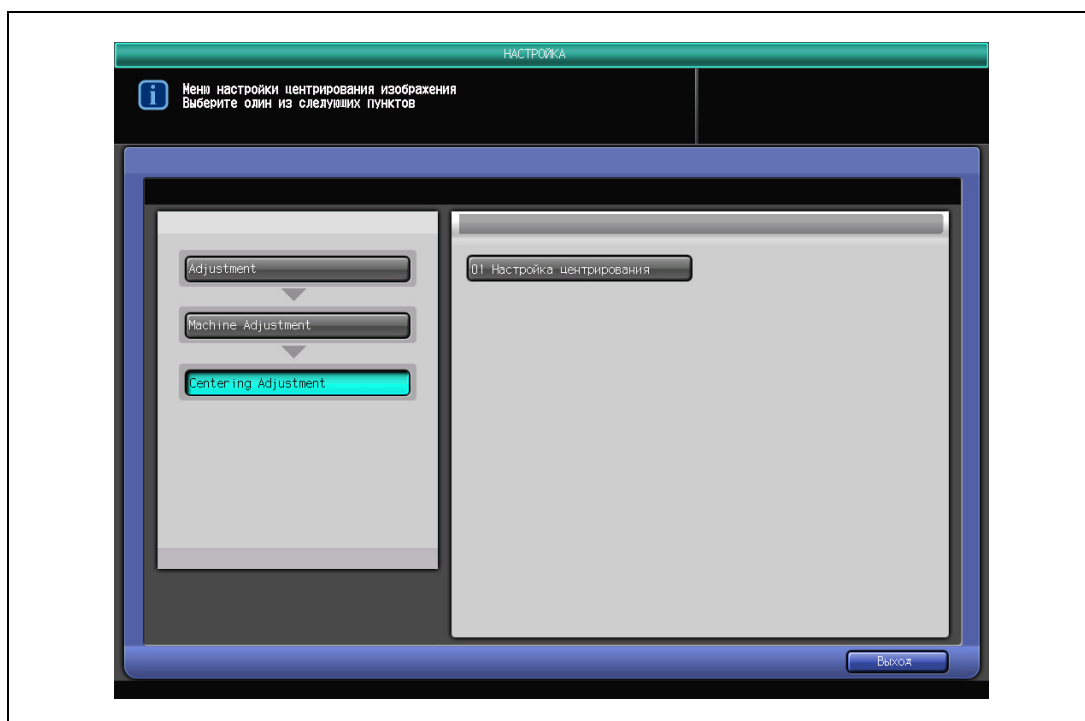 НАСТРОЙКА
Меню настройки центрирования изображения
Выберите один из следующих пунктов
Adjustment
01 Настройка центрирования
Machine Adjustment
Centering Adjustment
Выход